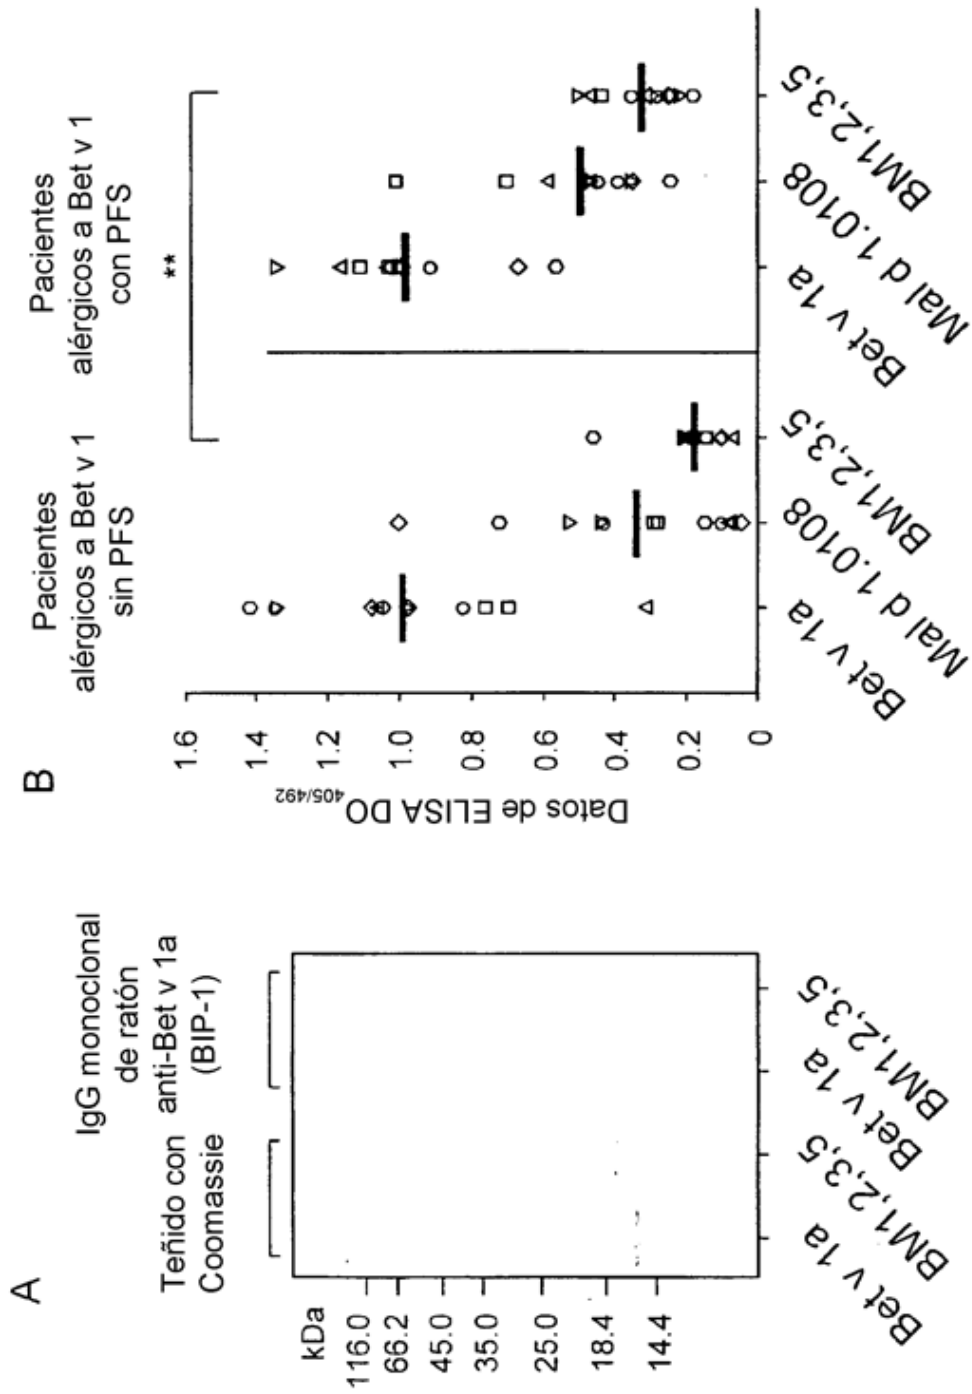 A
IgG monoclonal
de ratón
Teñido con anti-Bet v 1a
Coomassie (BIP-1)
kDa
116.0
66.2
45.0
35.0
25.0
18.4
14.4
Bet v 1a
BM1,2,3,5
Bet v 1a
BM1,2,3,5
B
Pacientes
alérgicos a Bet v 1
sin PFS
Pacientes
alérgicos a Bet v 1
con PFS
**
Datos de ELISA DO405/492
1.6
1.4
1.2
1.0
0.8
0.6
0.4
0.2
0
Bet v 1a
Mal d 1.0108
BM1,2,3,5
Bet v 1a
Mal d 1.0108
BM1,2,3,5